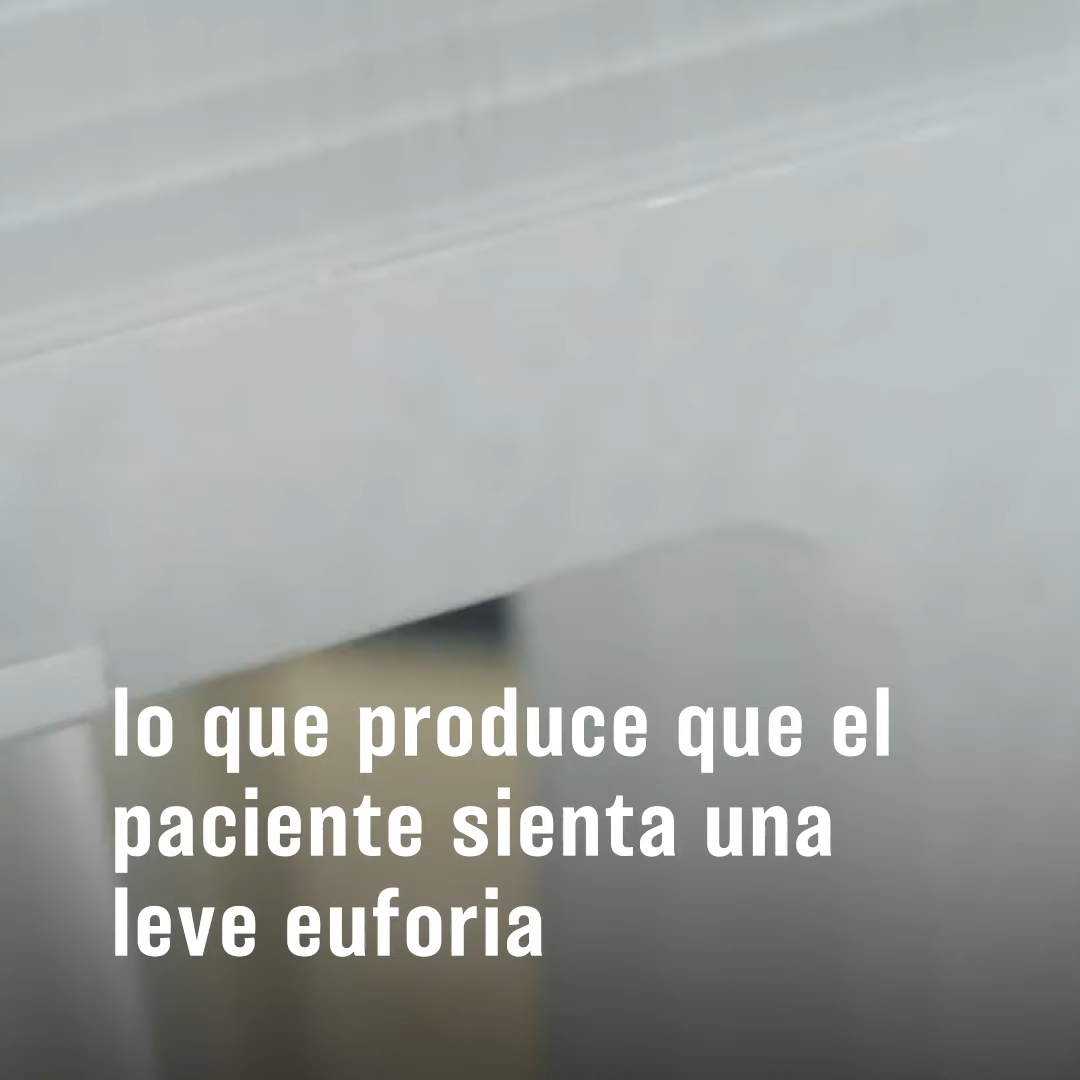 lo que produce que el
paciente sienta una
leve euforia